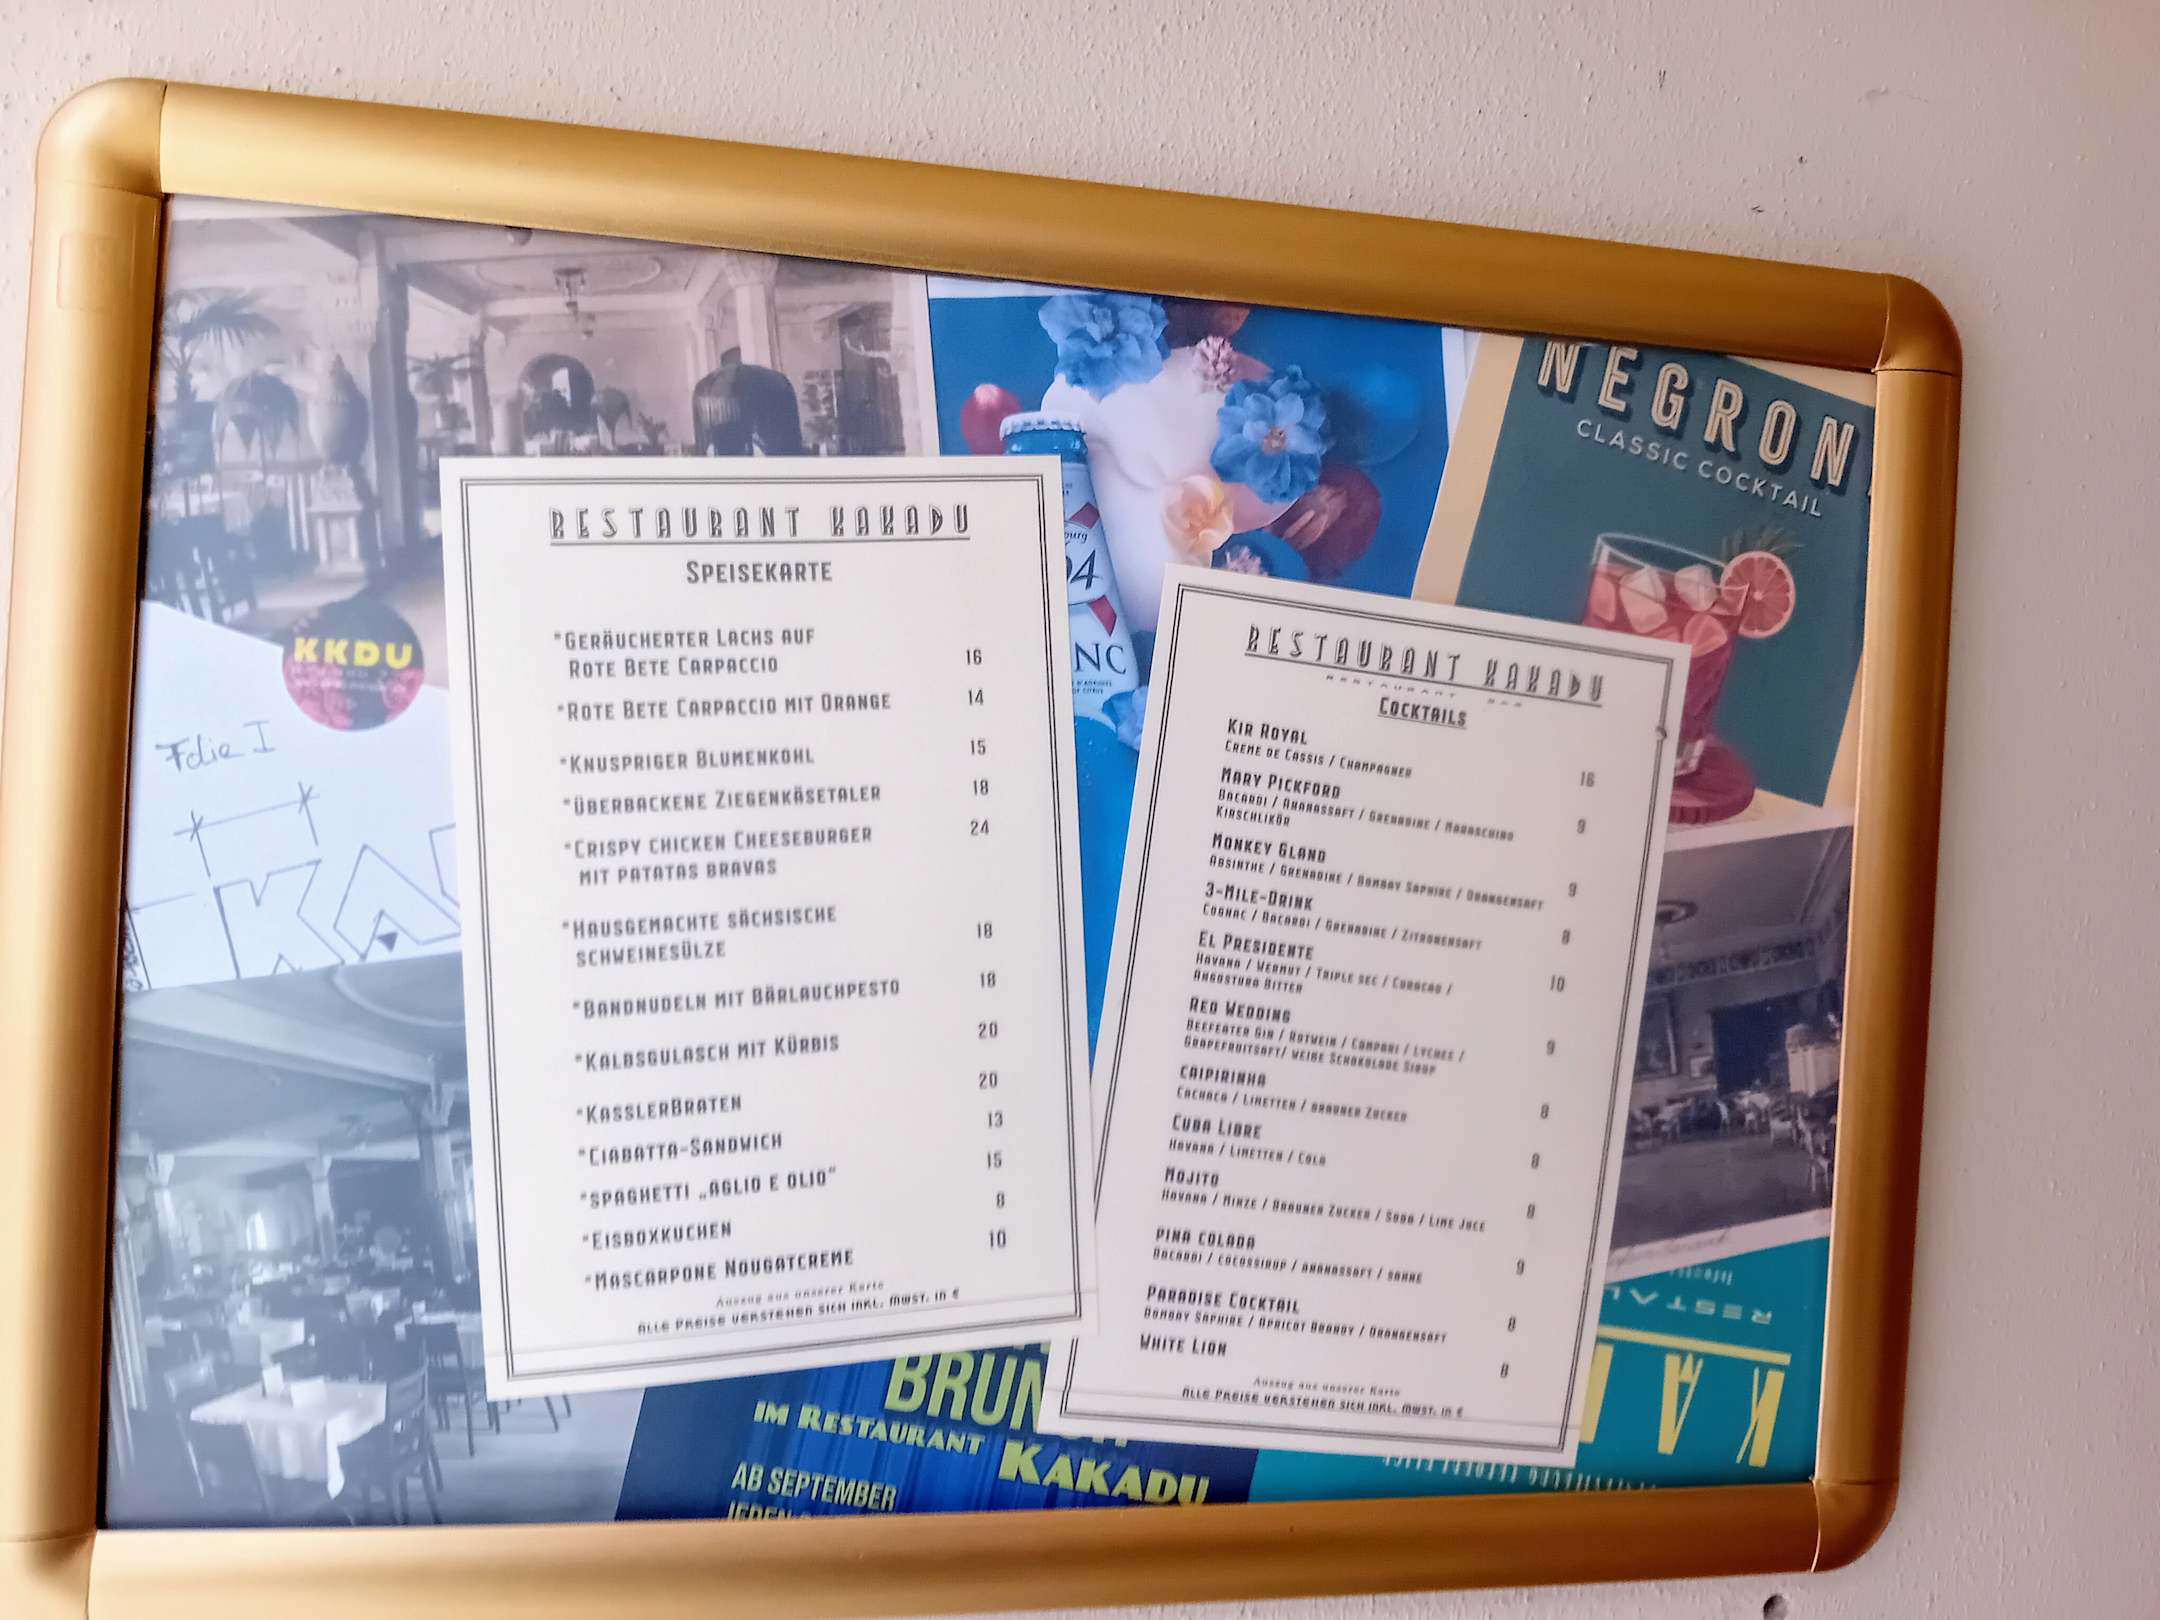 NEGRON
CLASSIC COCKTAIL
KKDU
Folie I
KA
NC
RESTAURANT KAKADU
SPEISEKARTE
*GERÄUCHERTER LACHS AUF
ROTE BETE CARPACCIO 16
*ROTE BETE CARPACCIO MIT ORANGE 14
*KNUSPRIGER BLUMENKOHL 15
*ÜBERBACKENE ZIEGENKÄSETALER 18
*CRISPY CHICKEN CHEESEBURGER 24
MIT PATATAS BRAVAS
*HAUSGEMACHTE SÄCHSISCHE
SCHWEINESÜLZE 18
*BANDNUDELN MIT BÄRLAUCHPESTO 18
*KALBSGULASCH MIT KÜRBIS 20
*KASSLERBRATEN 20
*CIABATTA-SANDWICH 13
*SPAGHETTI „AGLIO E OLIO" 15
*EISBOXKUCHEN 8
*MASCARPONE NOUGATCREME 10
Auszug aus unserer Karte
ALLE PREISE VERSTEHEN SICH INKL. MWST. IN €
RESTAURANT KAKADU
COCKTAILS
KIR ROYAL
CREME DE CASSIS / CHAMPAGNER 16
MARY PICKFORD
BACARDI / ANANASSAFT / GRENADINE / MARASCHINO 9
KIRSCHLIKÖR
MONKEY GLAND
ABSINTHE / GRENADINE / BOMBAY SAPHIRE / ORANGENSAFT 9
3-MILE-DRINK
COGNAC / BACARDI / GRENADINE / ZITRONENSAFT 8
EL PRESIDENTE
HAVANA / WERMUT / TRIPLE SEC / CURACAO / 10
ANGOSTURA BITTER
RED WEDDING
BEEFEATER GIN / ROTWEIN / CAMPARI / LYCHEE / 9
GRAPEFRUITSAFT/ WEIßE SCHOKOLADE SIRUP
CAIPIRINHA
CACHACA / LIMETTEN / BRAUNER ZUCKER 8
CUBA LIBRE
HAVANA / LIMETTEN / COLA 8
MOJITO
HAVANA / MINZE / BRAUNER ZUCKER / SODA / LIME JUCE 8
PINA COLADA
BACARDI / COCOSSIRUP / ANANASSAFT / SAHNE 9
PARADISE COCKTAIL
BOMBAY SAPHIRE / APRICOT BRANDY / ORANGENSAFT 8
WHITE LION 8
Auszug aus unserer Karte
ALLE PREISE VERSTEHEN SICH INKL. MWST. IN €
BRUN
IM RESTAURANT
KAKADU
AB SEPTEMBER
RESTAU
KA